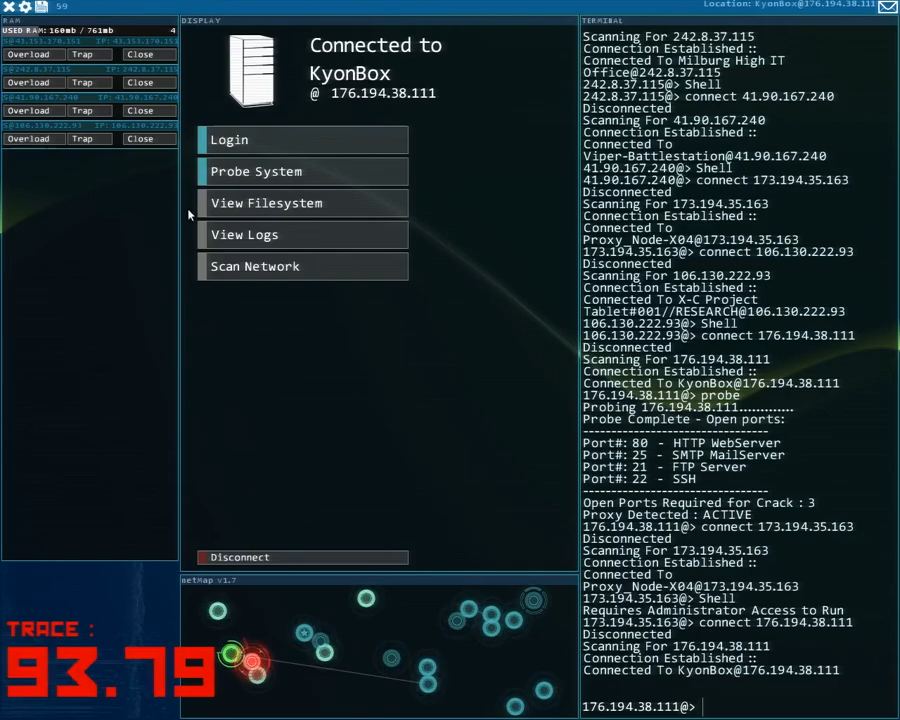 59
Location: KyonBox@176.194.38.111
RAM
USED RAM: 160mb / 761mb
4
IP: 43.153.170.151
Overload
Trap
Close
IP: 242.8.37.115
Overload
Trap
Close
IP: 41.90.167.240
Overload
Trap
Close
IP: 106.130.222.93
Overload
Trap
Close
DISPLAY
Connected to
KyonBox
@ 176.194.38.111
Login
Probe System
View Filesystem
View Logs
Scan Network
Disconnect
netMap v1.7
TRACE :
93.79
TERMINAL
Scanning For 242.8.37.115
Connection Established ::
Connected To Milburg High IT
Office@242.8.37.115
242.8.37.115@> Shell
242.8.37.115@> connect 41.90.167.240
Disconnected
Scanning For 41.90.167.240
Connection Established ::
Connected To
Viper-Battlestation@41.90.167.240
41.90.167.240@> Shell
41.90.167.240@> connect 173.194.35.163
Disconnected
Scanning For 173.194.35.163
Connection Established ::
Connected To
Proxy_Node-X04@173.194.35.163
173.194.35.163@> connect 106.130.222.93
Disconnected
Scanning For 106.130.222.93
Connection Established ::
Connected To X-C Project
Tablet#001//RESEARCH@106.130.222.93
106.130.222.93@> Shell
106.130.222.93@> connect 176.194.38.111
Disconnected
Scanning For 176.194.38.111
Connection Established ::
Connected To KyonBox@176.194.38.111
176.194.38.111@> probe
Probing 176.194.38.111.............
Probe Complete - Open ports:
---------------------------------
Port#: 80 - HTTP WebServer
Port#: 25 - SMTP MailServer
Port#: 21 - FTP Server
Port#: 22 - SSH
---------------------------------
Open Ports Required for Crack : 3
Proxy Detected : ACTIVE
176.194.38.111@> connect 173.194.35.163
Disconnected
Scanning For 173.194.35.163
Connection Established ::
Connected To
Proxy_Node-X04@173.194.35.163
173.194.35.163@> Shell
Requires Administrator Access to Run
173.194.35.163@> connect 176.194.38.111
Disconnected
Scanning For 176.194.38.111
Connection Established ::
Connected To KyonBox@176.194.38.111
176.194.38.111@>